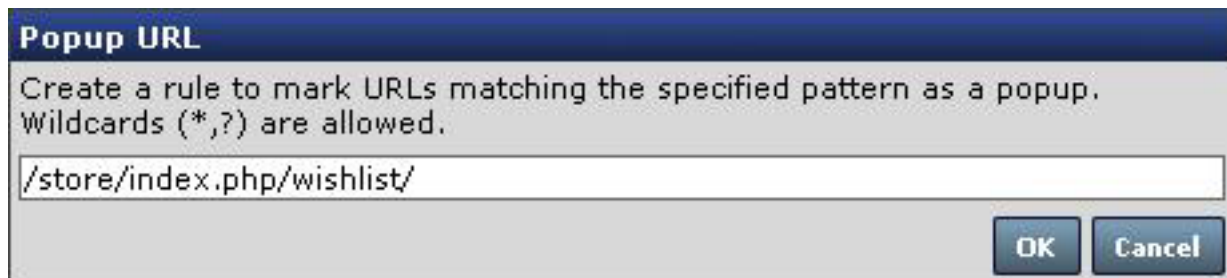 Popup URL
Create a rule to mark URLs matching the specified pattern as a popup.
Wildcards (*,?) are allowed.
/store/index.php/wishlist/
OK Cancel